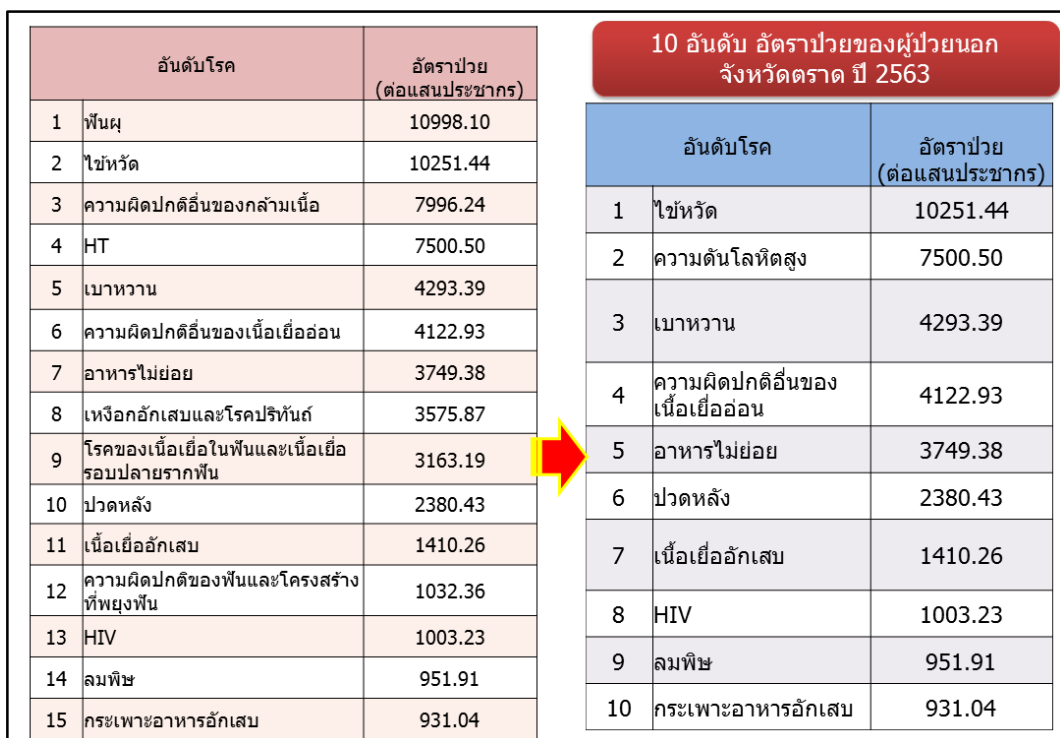 อันดับโรค อัตราป่วย
(ต่อแสนประชากร)
1 ฟันผุ 10998.10
2 ไข้หวัด 10251.44
3 ความผิดปกติอื่นของกล้ามเนื้อ 7996.24
4 HT 7500.50
5 เบาหวาน 4293.39
6 ความผิดปกติอื่นของเนื้อเยื่ออ่อน 4122.93
7 อาหารไม่ย่อย 3749.38
8 เหงือกอักเสบและโรคปริทันต์ 3575.87
9 โรคของเนื้อเยื่อในฟันและเนื้อเยื่อ
รอบปลายรากฟัน 3163.19
10 ปวดหลัง 2380.43
11 เนื้อเยื่ออักเสบ 1410.26
12 ความผิดปกติของฟันและโครงสร้าง
ที่พยุงฟัน 1032.36
13 HIV 1003.23
14 ลมพิษ 951.91
15 กระเพาะอาหารอักเสบ 931.04
10 อันดับ อัตราป่วยของผู้ป่วยนอก
จังหวัดตราด ปี 2563
อันดับโรค อัตราป่วย
(ต่อแสนประชากร)
1 ไข้หวัด 10251.44
2 ความดันโลหิตสูง 7500.50
3 เบาหวาน 4293.39
4 ความผิดปกติอื่นของ
เนื้อเยื่ออ่อน 4122.93
5 อาหารไม่ย่อย 3749.38
6 ปวดหลัง 2380.43
7 เนื้อเยื่ออักเสบ 1410.26
8 HIV 1003.23
9 ลมพิษ 951.91
10 กระเพาะอาหารอักเสบ 931.04